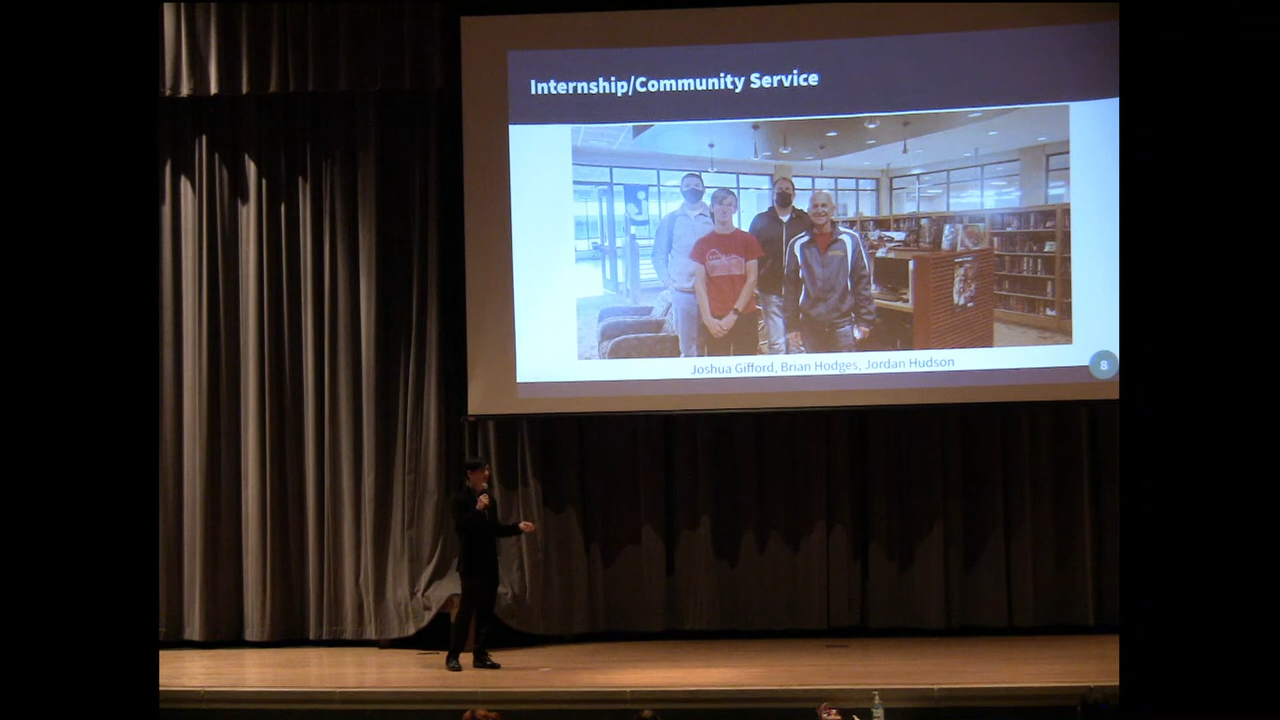 Internship/Community Service
Joshua Gifford, Brian Hodges, Jordan Hudson
8